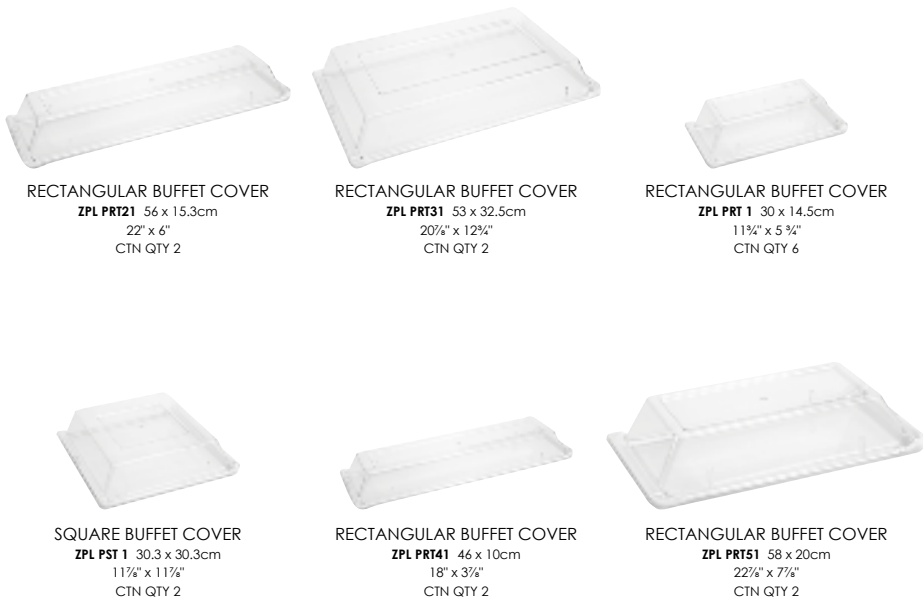 RECTANGULAR BUFFET COVER
ZPL PRT21 56 x 15.3cm
22" x 6"
CTN QTY 2
RECTANGULAR BUFFET COVER
ZPL PRT31 53 x 32.5cm
20⅞" x 12¾"
CTN QTY 2
RECTANGULAR BUFFET COVER
ZPL PRT 1 30 x 14.5cm
11¾" x 5 ¾"
CTN QTY 6
SQUARE BUFFET COVER
ZPL PST 1 30.3 x 30.3cm
11⅞" x 11⅞"
CTN QTY 2
RECTANGULAR BUFFET COVER
ZPL PRT41 46 x 10cm
18" x 3⅞"
CTN QTY 2
RECTANGULAR BUFFET COVER
ZPL PRT51 58 x 20cm
22⅞" x 7⅞"
CTN QTY 2